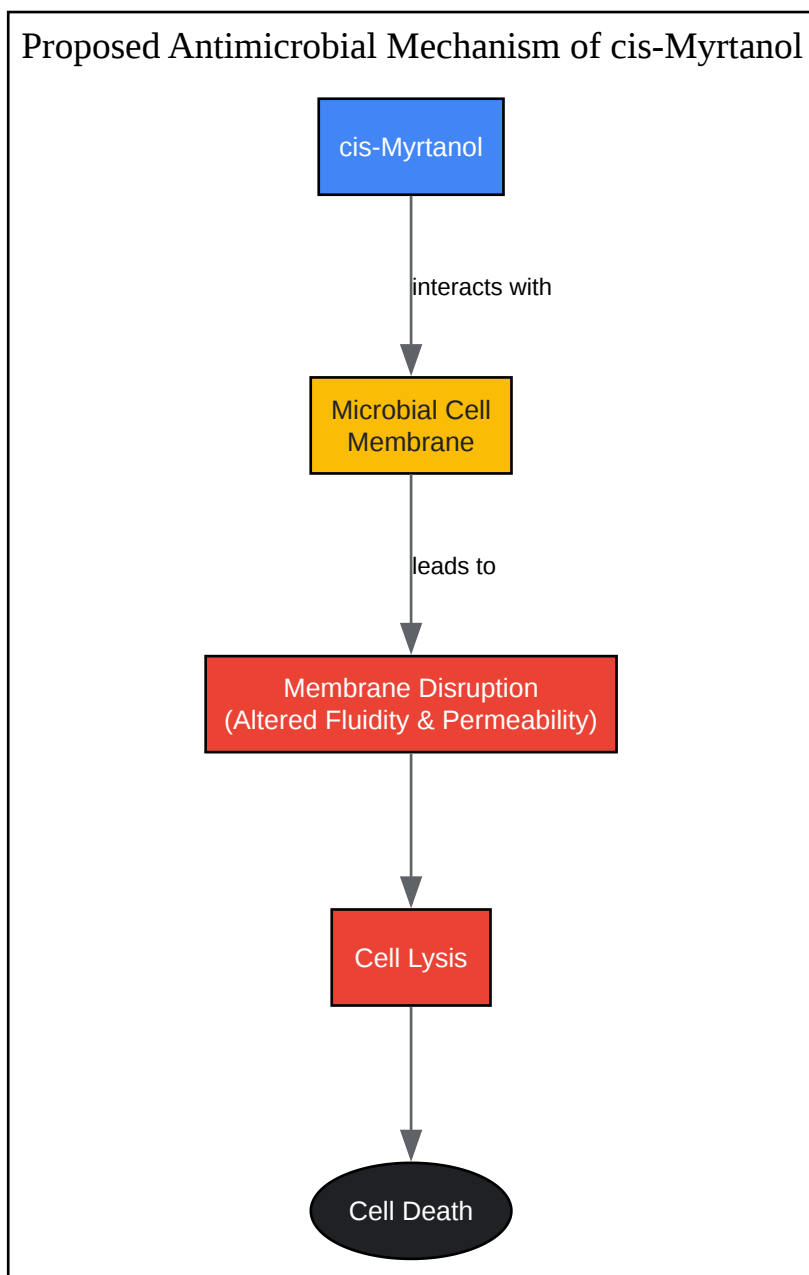 Proposed Antimicrobial Mechanism of cis-Myrtanol
cis-Myrtanol
interacts with
Microbial Cell
Membrane
leads to
Membrane Disruption
(Altered Fluidity & Permeability)
Cell Lysis
Cell Death